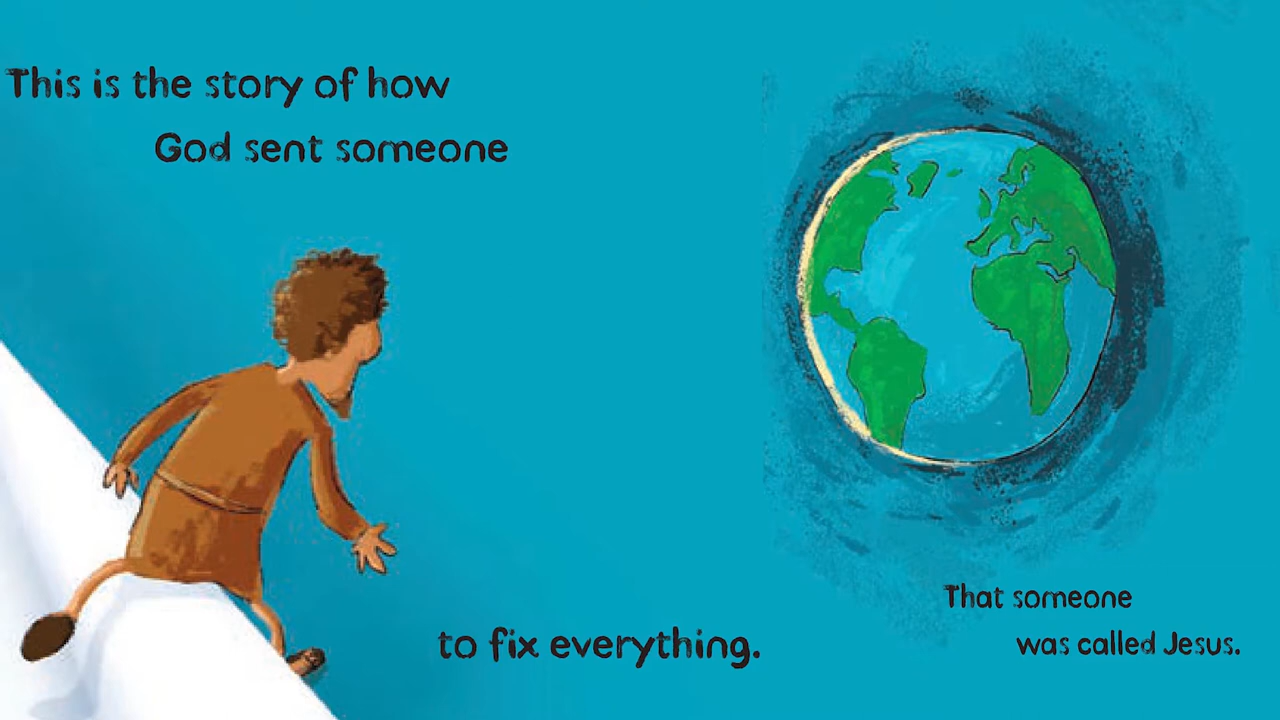 This is the story of how
God sent someone
to fix everything.
That someone
was called Jesus.